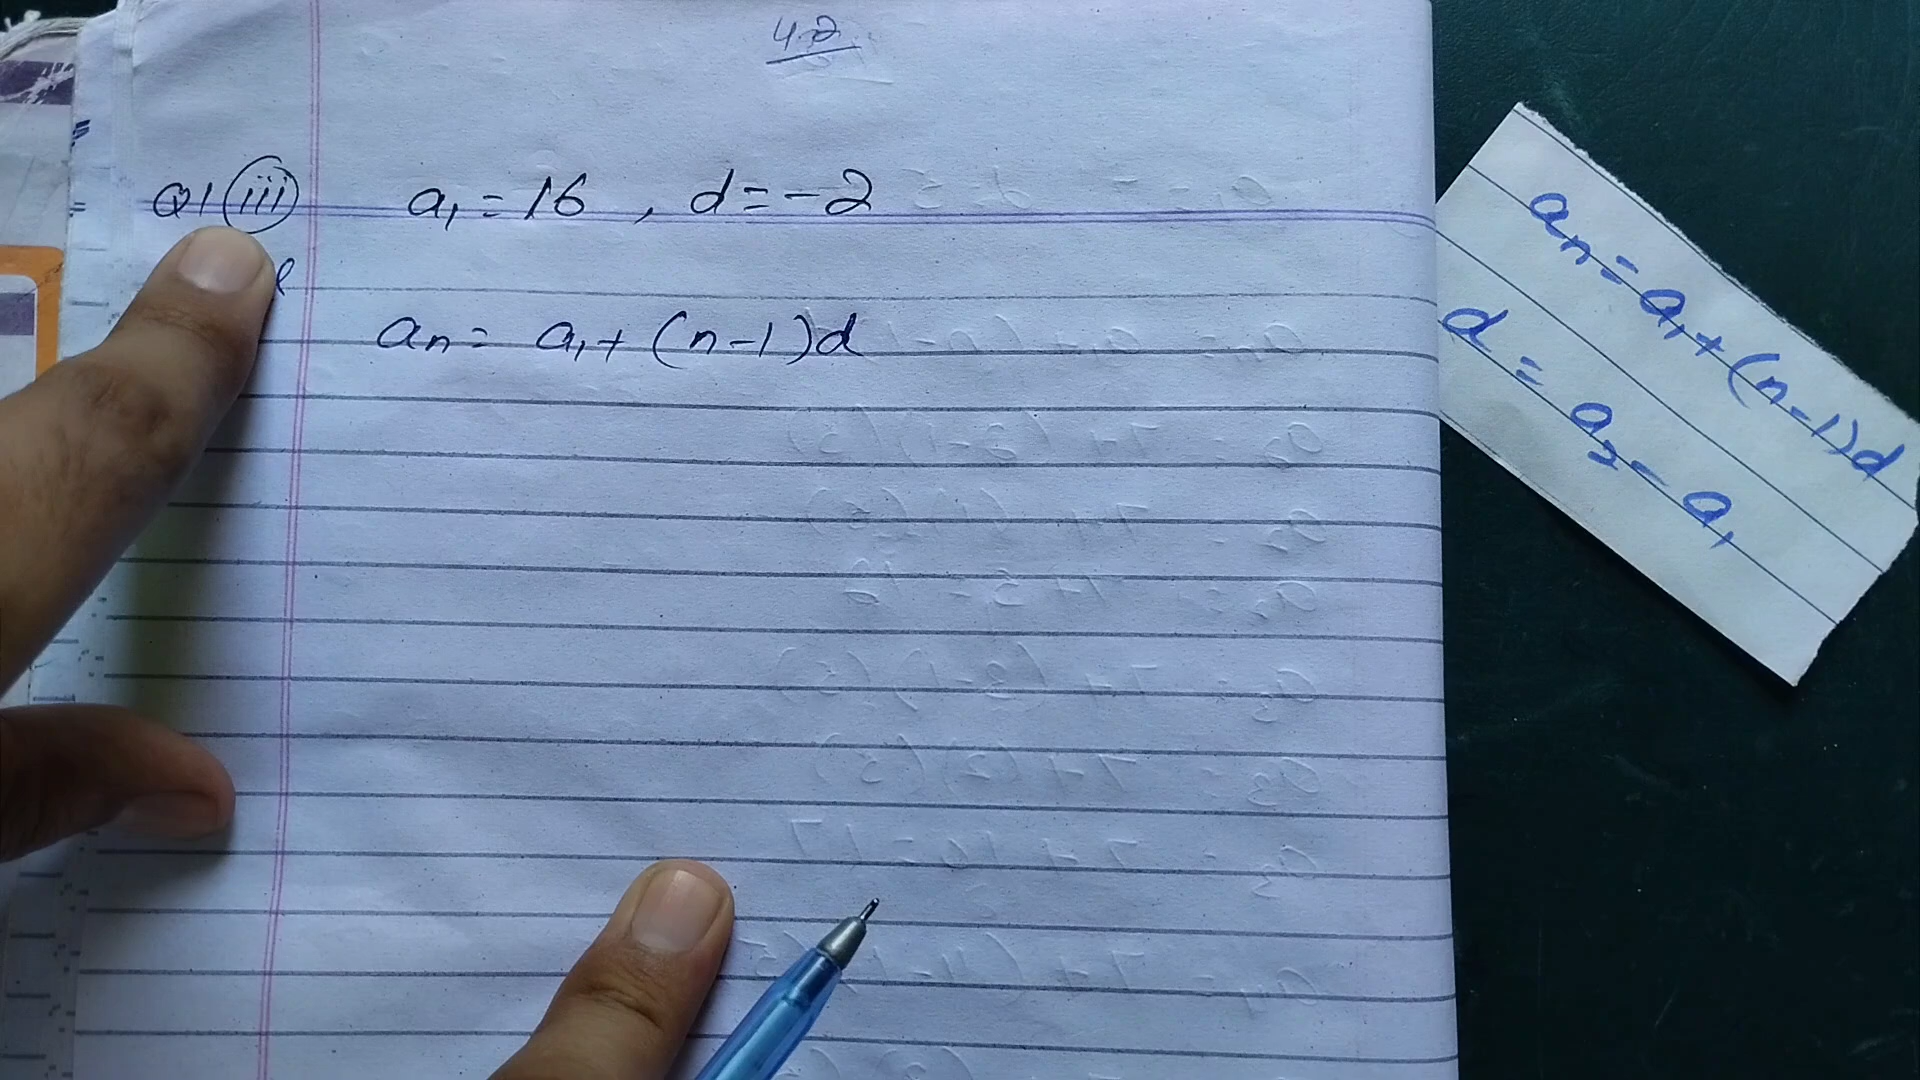 4.2
Q1 (iii) a₁ = 16 , d = -2
aₙ = a₁ + (n-1)d
aₙ = a₁ + (n-1)d
d = a₂ - a₁